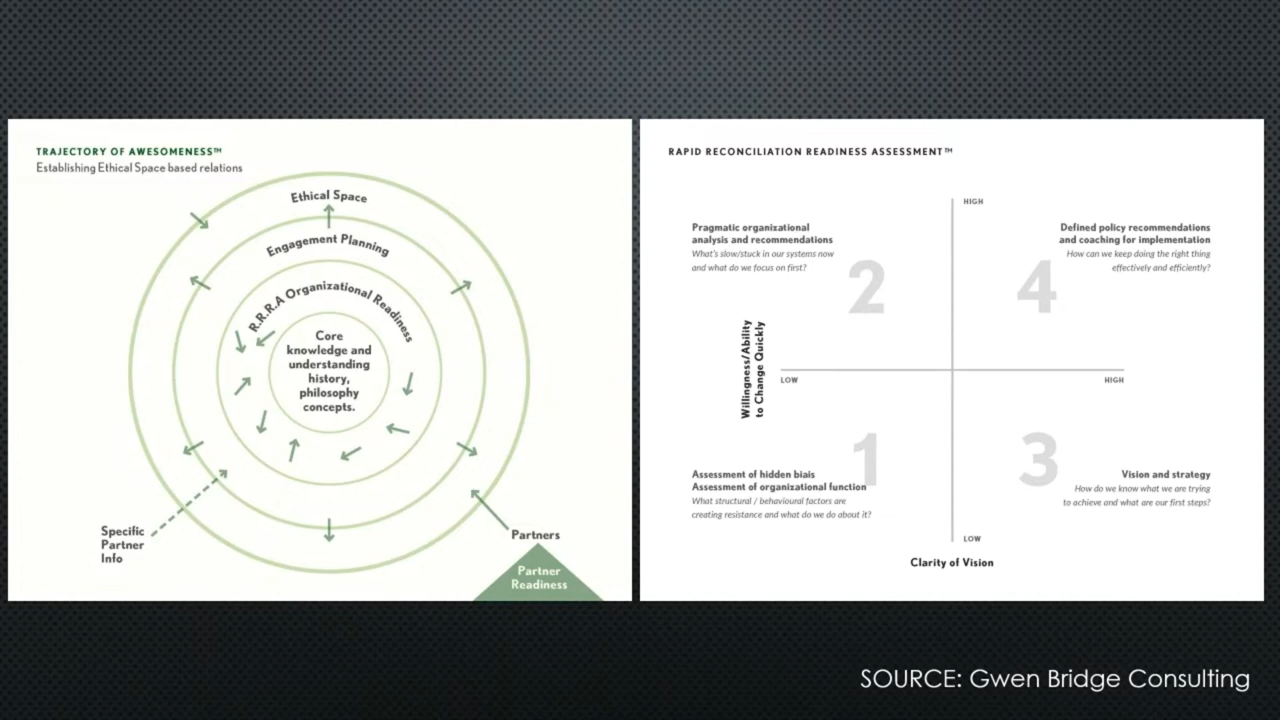 TRAJECTORY OF AWESOMENESS™
Establishing Ethical Space based relations
Ethical Space
Engagement Planning
R.R.R.A Organizational Readiness
Core
knowledge and
understanding
history,
philosophy
concepts.
Specific
Partner
Info
Partners
Partner
Readiness
RAPID RECONCILIATION READINESS ASSESSMENT™
HIGH
Pragmatic organizational
analysis and recommendations
What's slow/stuck in our systems now
and what do we focus on first?
2
Defined policy recommendations
and coaching for implementation
How can we keep doing the right thing
effectively and efficiently?
4
Willingness/Ability
to Change Quickly
LOW
HIGH
Assessment of hidden biais
Assessment of organizational function
What structural / behavioural factors are
creating resistance and what do we do about it?
1
3
Vision and strategy
How do we know what we are trying
to achieve and what are our first steps?
LOW
Clarity of Vision
SOURCE: Gwen Bridge Consulting